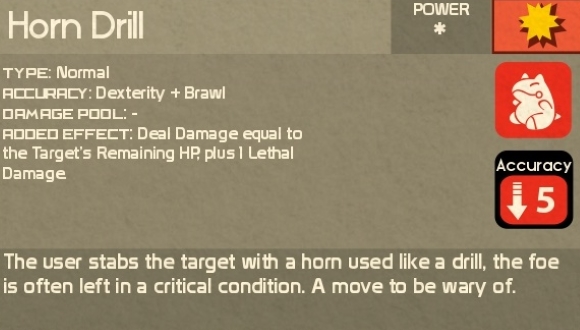 Horn Drill
POWER
*
TYPE: Normal
ACCURACY: Dexterity + Brawl
DAMAGE POOL: -
ADDED EFFECT: Deal Damage equal to
the Target's Remaining HP, plus 1 Lethal
Damage.
Accuracy
5
The user stabs the target with a horn used like a drill, the foe
is often left in a critical condition. A move to be wary of.